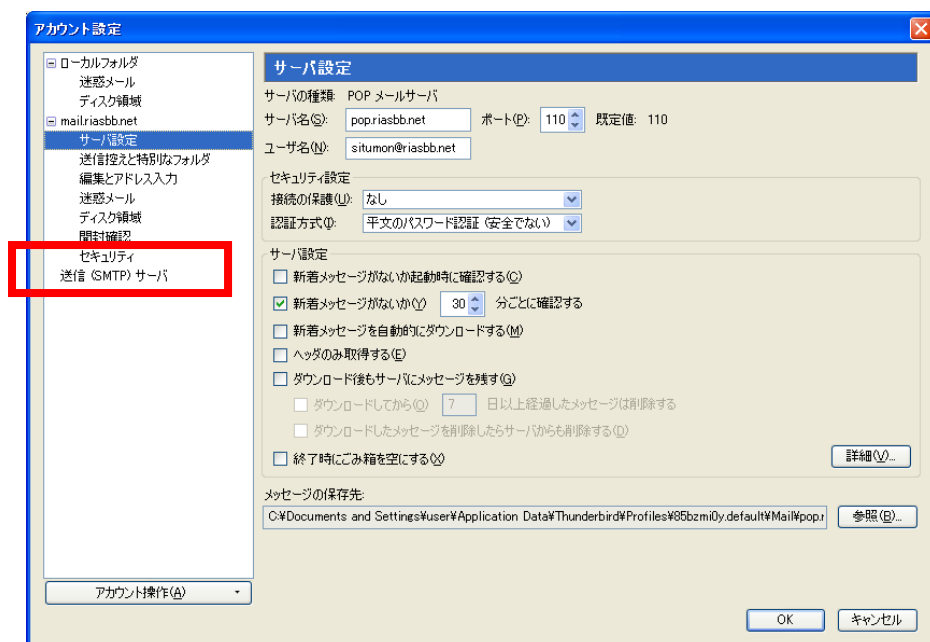 アカウント設定
ローカルフォルダ
迷惑メール
ディスク領域
mail.riasbb.net
サーバ設定
送信控えと特別なフォルダ
編集とアドレス入力
迷惑メール
ディスク領域
開封確認
セキュリティ
送信 (SMTP) サーバ
アカウント操作(A)
サーバ設定
サーバの種類: POP メールサーバ
サーバ名(S): pop.riasbb.net ポート(P): 110 既定値: 110
ユーザ名(N): situmon@riasbb.net
セキュリティ設定
接続の保護(U): なし
認証方式(I): 平文のパスワード認証 (安全でない)
サーバ設定
新着メッセージがないか起動時に確認する(C)
新着メッセージがないか(Y) 30 分ごとに確認する
新着メッセージを自動的にダウンロードする(M)
ヘッダのみ取得する(E)
ダウンロード後もサーバにメッセージを残す(G)
ダウンロードしてから(O) 7 日以上経過したメッセージは削除する
ダウンロードしたメッセージを削除したらサーバからも削除する(D)
終了時にごみ箱を空にする(X)
詳細(V)...
メッセージの保存先:
C:¥Documents and Settings¥user¥Application Data¥Thunderbird¥Profiles¥85bzmi0y.default¥Mail¥pop.r
参照(B)...
OK キャンセル